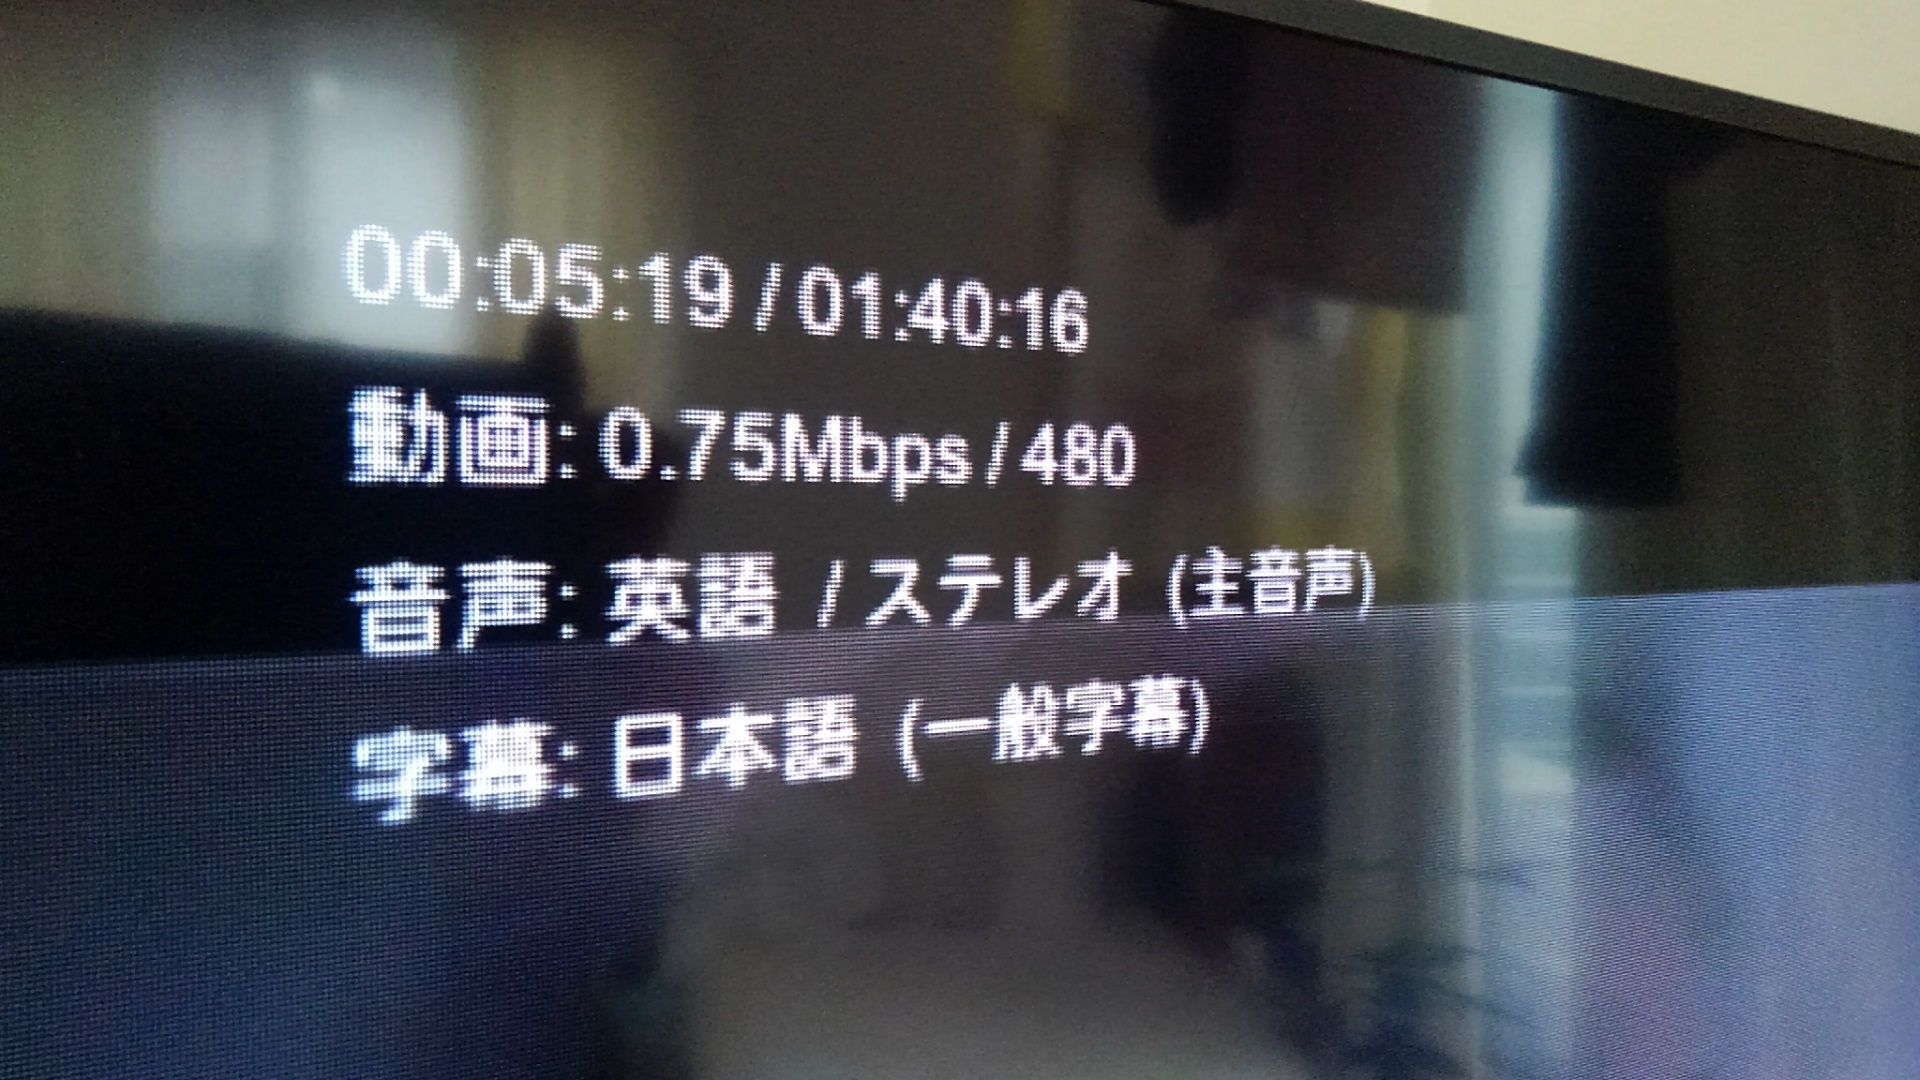 00:05:19 / 01:40:16
動画: 0.75Mbps / 480
音声: 英語 / ステレオ (主音声)
字幕: 日本語 (一般字幕)